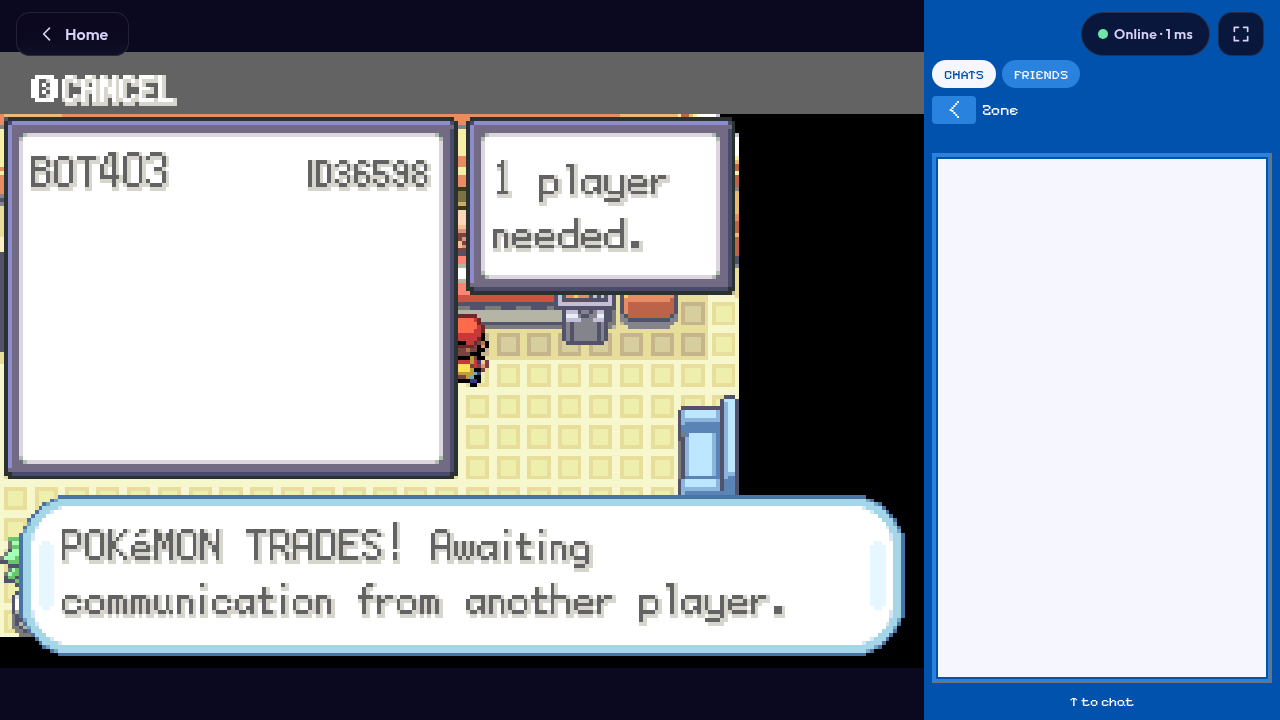 Home
Online · 1 ms
CHATS
FRIENDS
Zone
B CANCEL
BOT403 ID36598
1 player
needed.
POKéMON TRADES! Awaiting
communication from another player.
↑ to chat